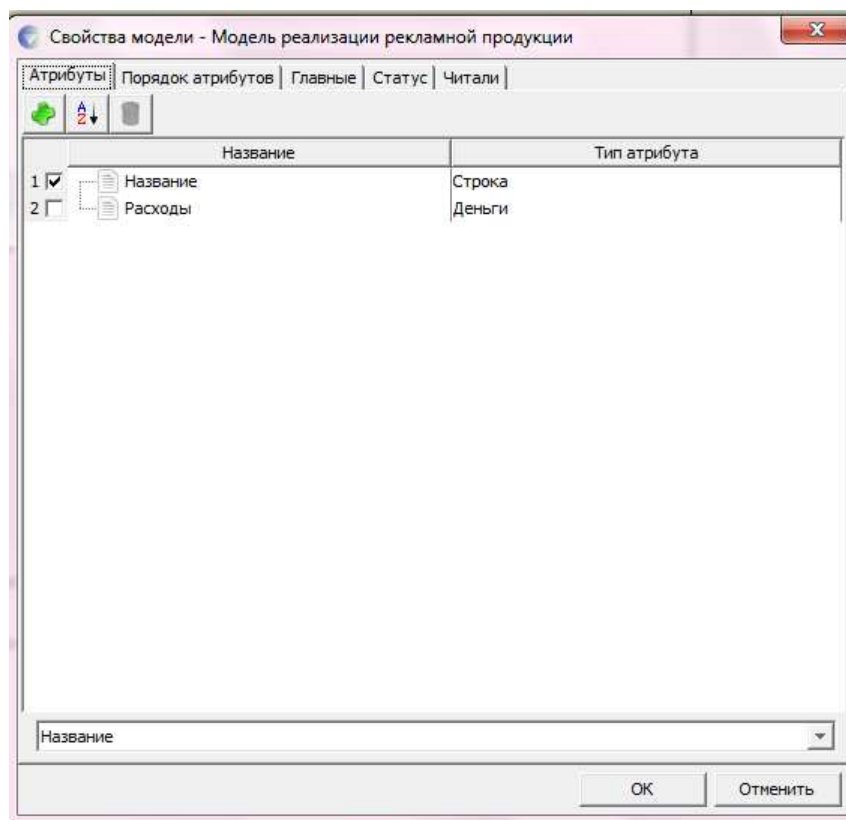 Свойства модели - Модель реализации рекламной продукции
Атрибуты Порядок атрибутов Главные Статус Читали
A Z
Название Тип атрибута
1 Название Строка
2 Расходы Деньги
Название
ОК Отменить